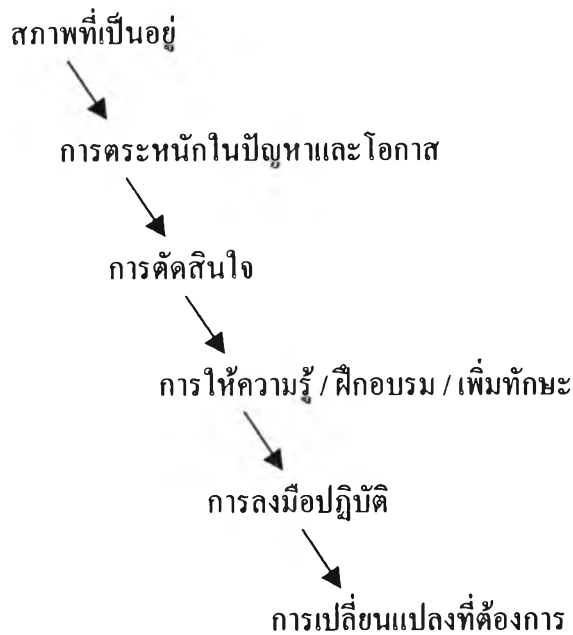 สภาพที่เป็นอยู่
การตระหนักในปัญหาและโอกาส
การตัดสินใจ
การให้ความรู้ / ฝึกอบรม / เพิ่มทักษะ
การลงมือปฏิบัติ
การเปลี่ยนแปลงที่ต้องการ